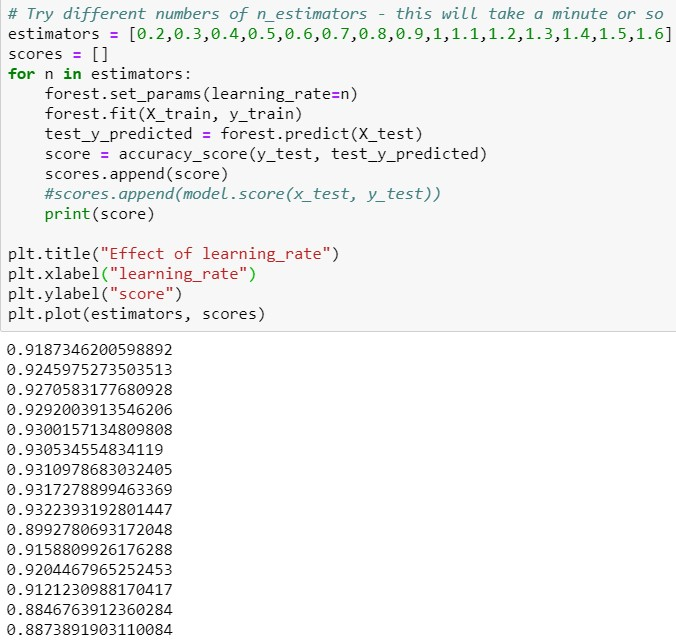 # Try different numbers of n_estimators - this will take a minute or so
estimators = [0.2,0.3,0.4,0.5,0.6,0.7,0.8,0.9,1,1.1,1.2,1.3,1.4,1.5,1.6]
scores = []
for n in estimators:
    forest.set_params(learning_rate=n)
    forest.fit(X_train, y_train)
    test_y_predicted = forest.predict(X_test)
    score = accuracy_score(y_test, test_y_predicted)
    scores.append(score)
    #scores.append(model.score(x_test, y_test))
    print(score)

plt.title("Effect of learning_rate")
plt.xlabel("learning_rate")
plt.ylabel("score")
plt.plot(estimators, scores)
0.9187346200598892
0.9245975273503513
0.9270583177680928
0.9292003913546206
0.9300157134809808
0.930534554834119
0.9310978683032405
0.9317278899463369
0.9322393192801447
0.8992780693172048
0.9158809926176288
0.9204467965252453
0.9121230988170417
0.8846763912360284
0.8873891903110084